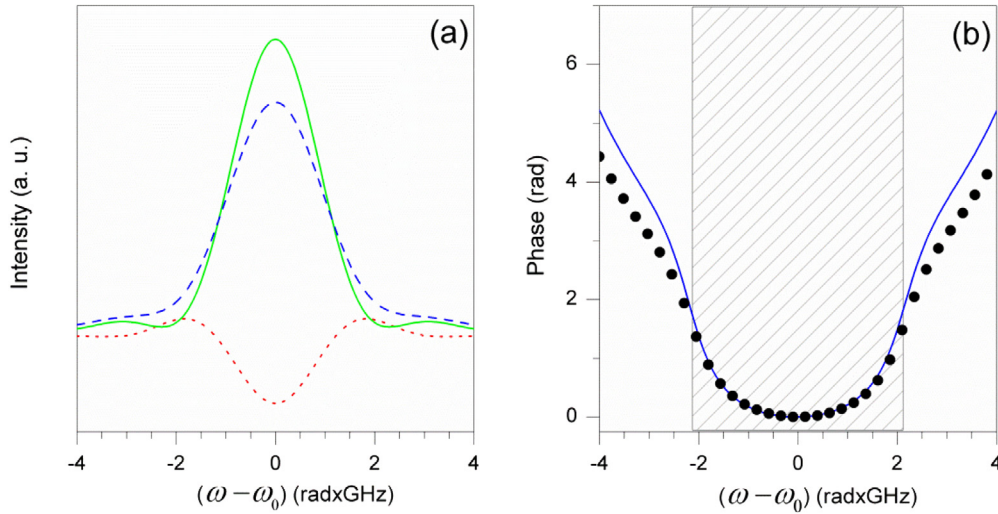 (a)
Intensity (a. u.)
-4 -2 0 2 4
(ω − ω₀) (radxGHz)
(b)
Phase (rad)
6
4
2
0
-4 -2 0 2 4
(ω − ω₀) (radxGHz)